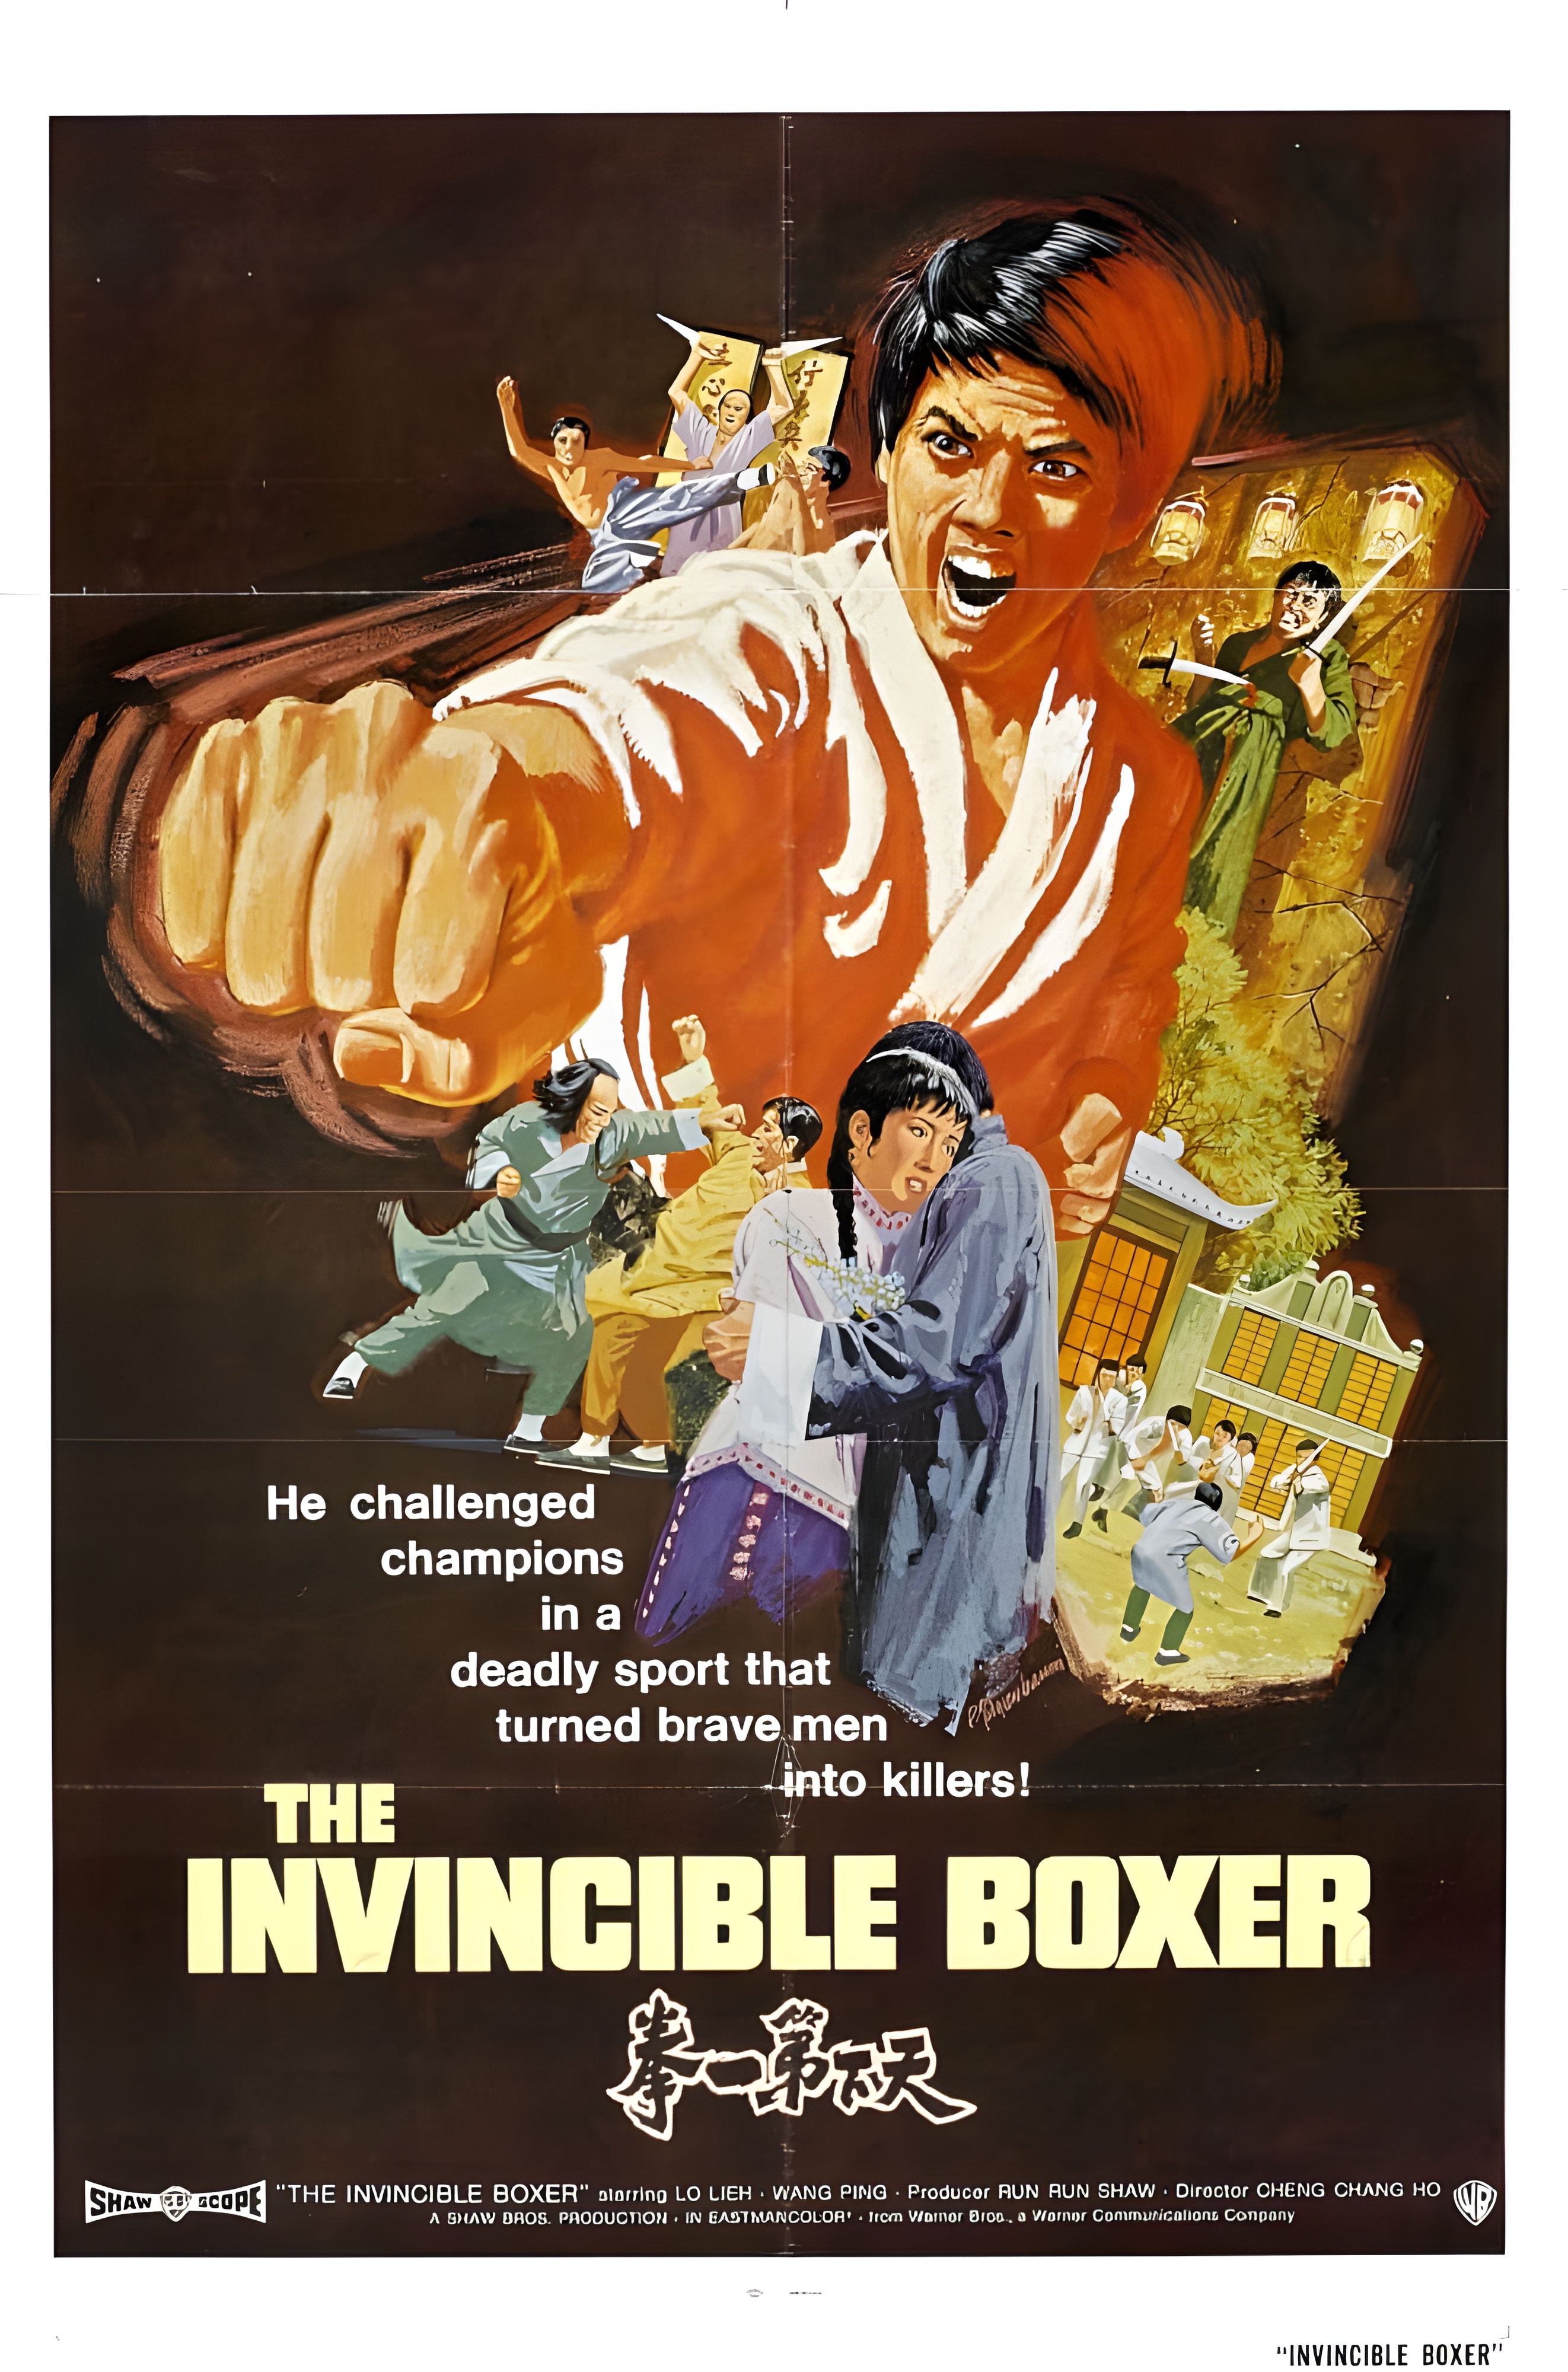 He challenged
champions
in a
deadly sport that
turned brave men
into killers!
THE
INVINCIBLE BOXER
天下第一拳
SHAW SCOPE
"THE INVINCIBLE BOXER" starring LO LIEH · WANG PING · Producer RUN RUN SHAW · Director CHENG CHANG HO
WB
A SHAW BROS. PRODUCTION · IN EASTMANCOLOR · from Warner Bros., a Warner Communications Company
"INVINCIBLE BOXER"